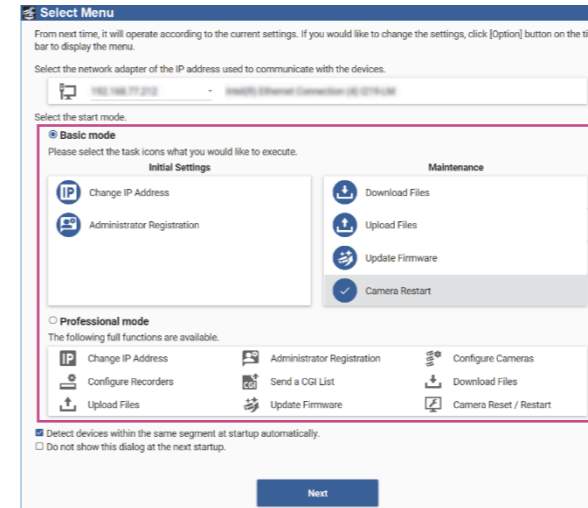 Select Menu
From next time, it will operate according to the current settings. If you would like to change the settings, click [Option] button on the ti
bar to display the menu.
Select the network adapter of the IP address used to communicate with the devices.
Select the start mode.
Basic mode
Please select the task icons what you would like to execute.
Initial Settings
IP Change IP Address
Administrator Registration
Maintenance
Download Files
Upload Files
Update Firmware
Camera Restart
Professional mode
The following full functions are available.
IP Change IP Address Administrator Registration Configure Cameras
Configure Recorders CGI Send a CGI List Download Files
Upload Files Update Firmware Camera Reset / Restart
Detect devices within the same segment at startup automatically.
Do not show this dialog at the next startup.
Next